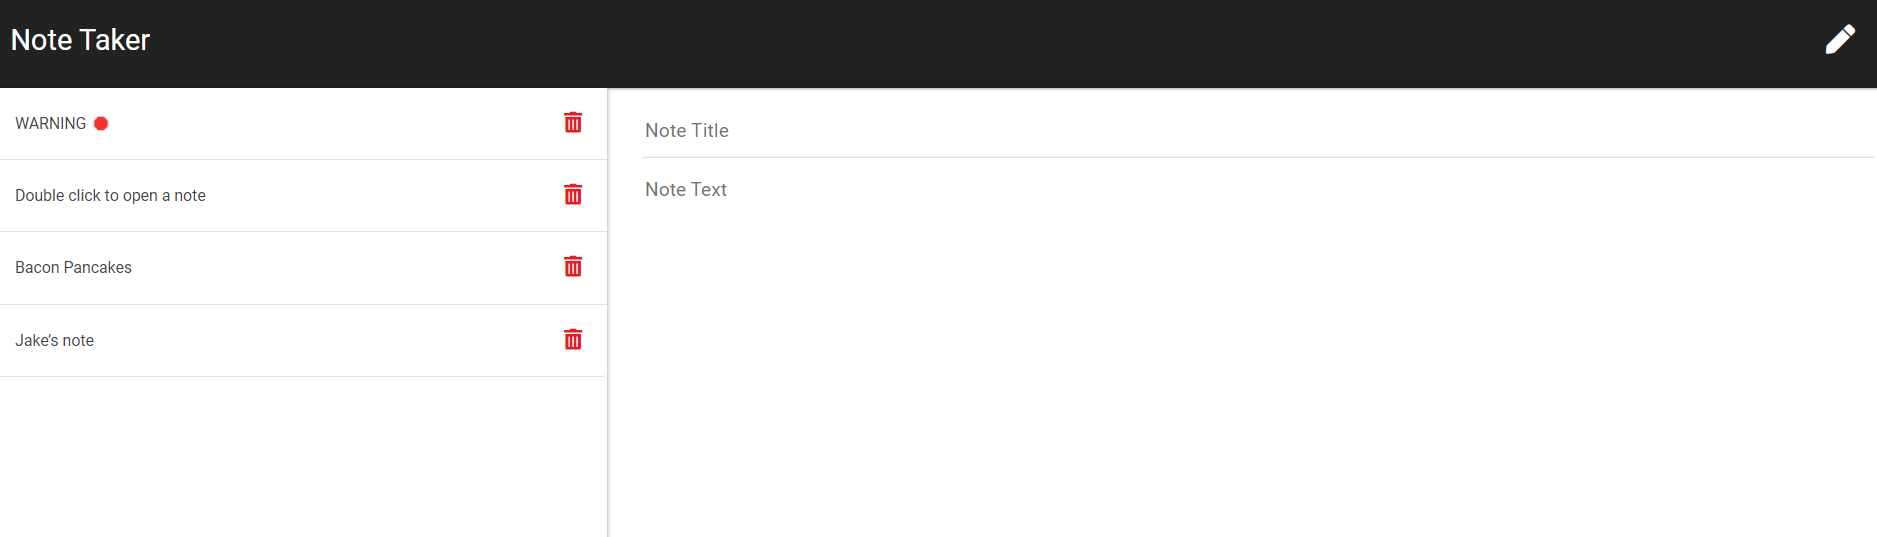 Note Taker
WARNING 🛑
Double click to open a note
Bacon Pancakes
Jake’s note
Note Title
Note Text